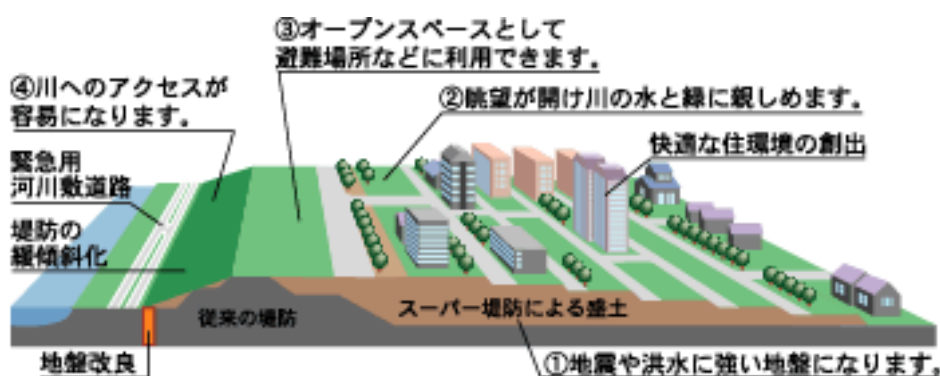 ③オープンスペースとして
避難場所などに利用できます。
④川へのアクセスが
容易になります。
②眺望が開け川の水と緑に親しめます。
快適な住環境の創出
緊急用
河川敷道路
堤防の
緩傾斜化
従来の堤防
スーパー堤防による盛土
地盤改良
①地震や洪水に強い地盤になります。